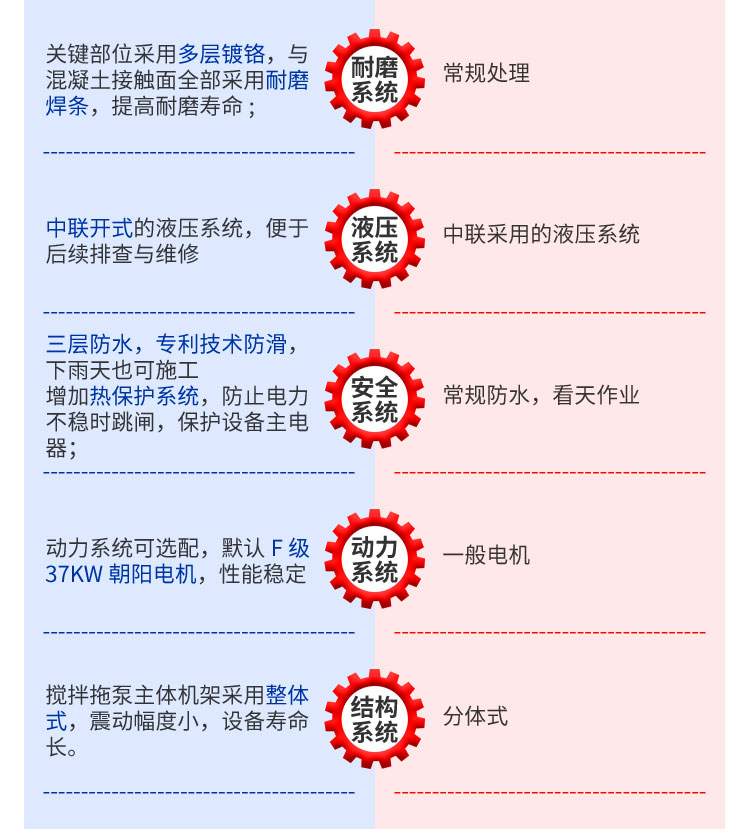 关键部位采用多层镀铬，与
混凝土接触面全部采用耐磨
焊条，提高耐磨寿命；
耐磨
系统
常规处理
中联开式的液压系统，便于
后续排查与维修
液压
系统
中联采用的液压系统
三层防水，专利技术防滑，
下雨天也可施工
增加热保护系统，防止电力
不稳时跳闸，保护设备主电
器；
安全
系统
常规防水，看天作业
动力系统可选配，默认 F 级
37KW 朝阳电机，性能稳定
动力
系统
一般电机
搅拌拖泵主体机架采用整体
式，震动幅度小，设备寿命
长。
结构
系统
分体式